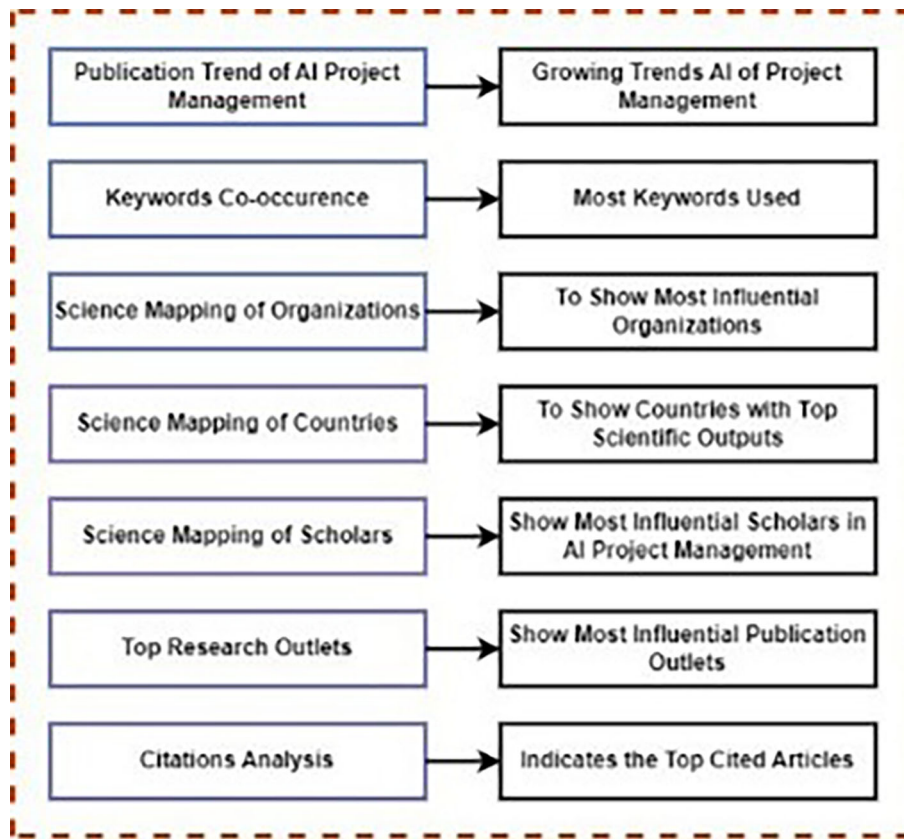 Publication Trend of AI Project
Management
Growing Trends AI of Project
Management
Keywords Co-occurence
Most Keywords Used
Science Mapping of Organizations
To Show Most Influential
Organizations
Science Mapping of Countries
To Show Countries with Top
Scientific Outputs
Science Mapping of Scholars
Show Most Influential Scholars in
AI Project Management
Top Research Outlets
Show Most Influential Publication
Outlets
Citations Analysis
Indicates the Top Cited Articles